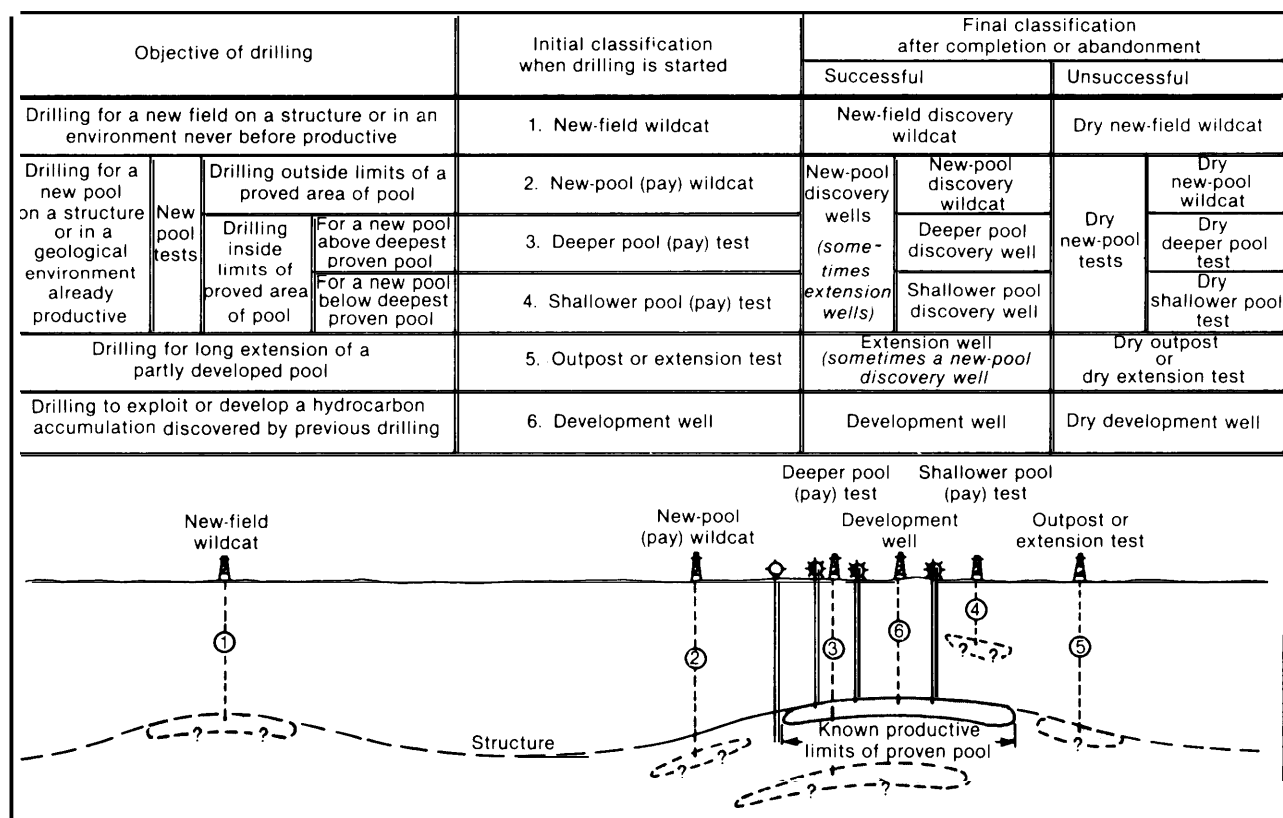 Objective of drilling
Initial classification
when drilling is started
Final classification
after completion or abandonment
Successful
Unsuccessful
Drilling for a new field on a structure or in an
environment never before productive
1. New-field wildcat
New-field discovery
wildcat
Dry new-field wildcat
Drilling for a
new pool
on a structure
or in a
geological
environment
already
productive
New
pool
tests
Drilling outside limits of a
proved area of pool
Drilling
inside
limits of
proved area
of pool
For a new pool
above deepest
proven pool
For a new pool
below deepest
proven pool
2. New-pool (pay) wildcat
3. Deeper pool (pay) test
4. Shallower pool (pay) test
New-pool
discovery
wells
(some-
times
extension
wells)
New-pool
discovery
wildcat
Deeper pool
discovery well
Shallower pool
discovery well
Dry
new-pool
tests
Dry
new-pool
wildcat
Dry
deeper pool
test
Dry
shallower pool
test
Drilling for long extension of a
partly developed pool
5. Outpost or extension test
Extension well
(sometimes a new-pool
discovery well
Dry outpost
or
dry extension test
Drilling to exploit or develop a hydrocarbon
accumulation discovered by previous drilling
6. Development well
Development well
Dry development well
New-field
wildcat
New-pool
(pay) wildcat
Deeper pool
(pay) test
Development
well
Shallower pool
(pay) test
Outpost or
extension test
1
2
3
6
4
5
? ?
? ?
? ?
?
? ?
Structure
Known productive
limits of proven pool